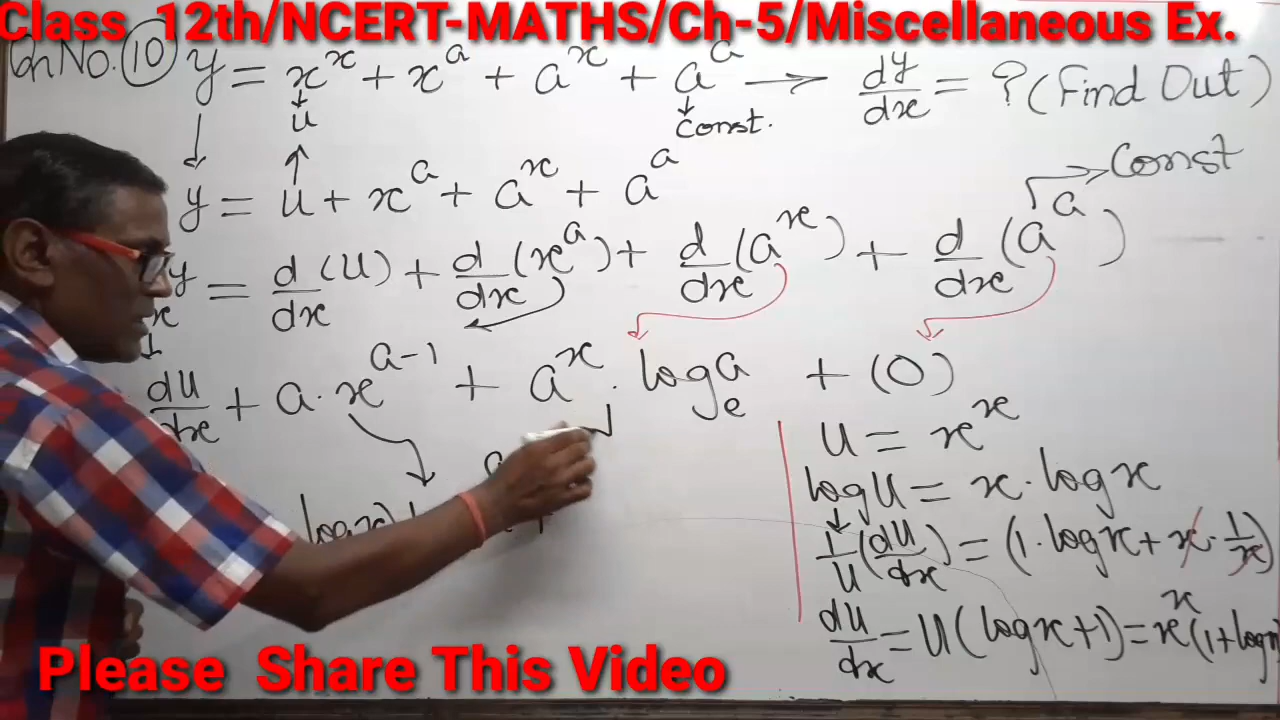 Class 12th/NCERT-MATHS/Ch-5/Miscellaneous Ex.
No. 10 y = x^x + x^a + a^x + a^a → dy/dx = ? (Find Out)
u
Const.
y = u + x^a + a^x + a^a
Const
y/x = d/dx (u) + d/dx (x^a) + d/dx (a^x) + d/dx (a^a)
du/dx + a · x^(a-1) + a^x · log_e a + (0)
u = x^x
log u = x · log x
log x)
1/u (du/dx) = (1 · log x + x · 1/x)
du/dx = u (log x + 1) = x^x (1 + log
Please Share This Video